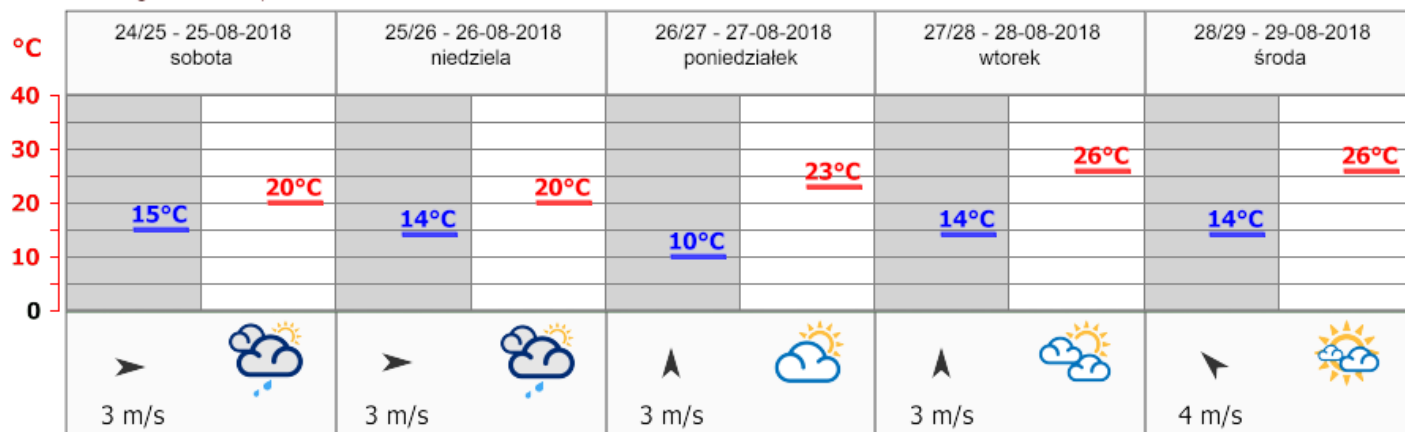 24/25 - 25-08-2018
sobota
25/26 - 26-08-2018
niedziela
26/27 - 27-08-2018
poniedziałek
27/28 - 28-08-2018
wtorek
28/29 - 29-08-2018
środa
°C
40
30
20
10
0
15°C
20°C
14°C
20°C
10°C
23°C
14°C
26°C
14°C
26°C
3 m/s
3 m/s
3 m/s
3 m/s
4 m/s